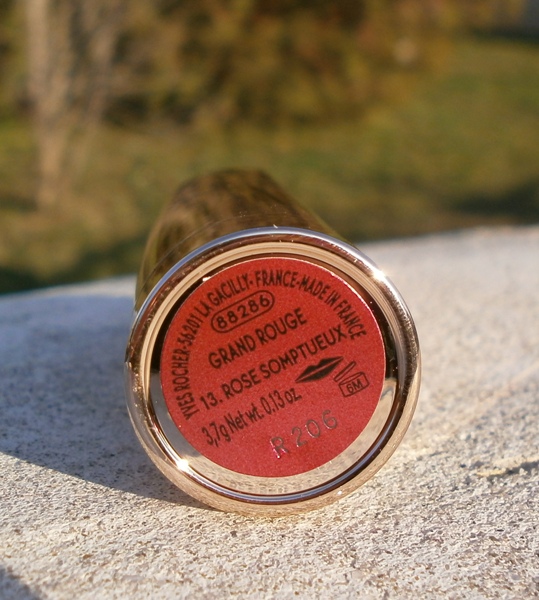 YVES ROCHER-56201 LA GACILLY-FRANCE-MADE IN FRANCE
88286
GRAND ROUGE
13. ROSE SOMPTUEUX
3,7g.Net wt. 0.13 oz.
6M
R206